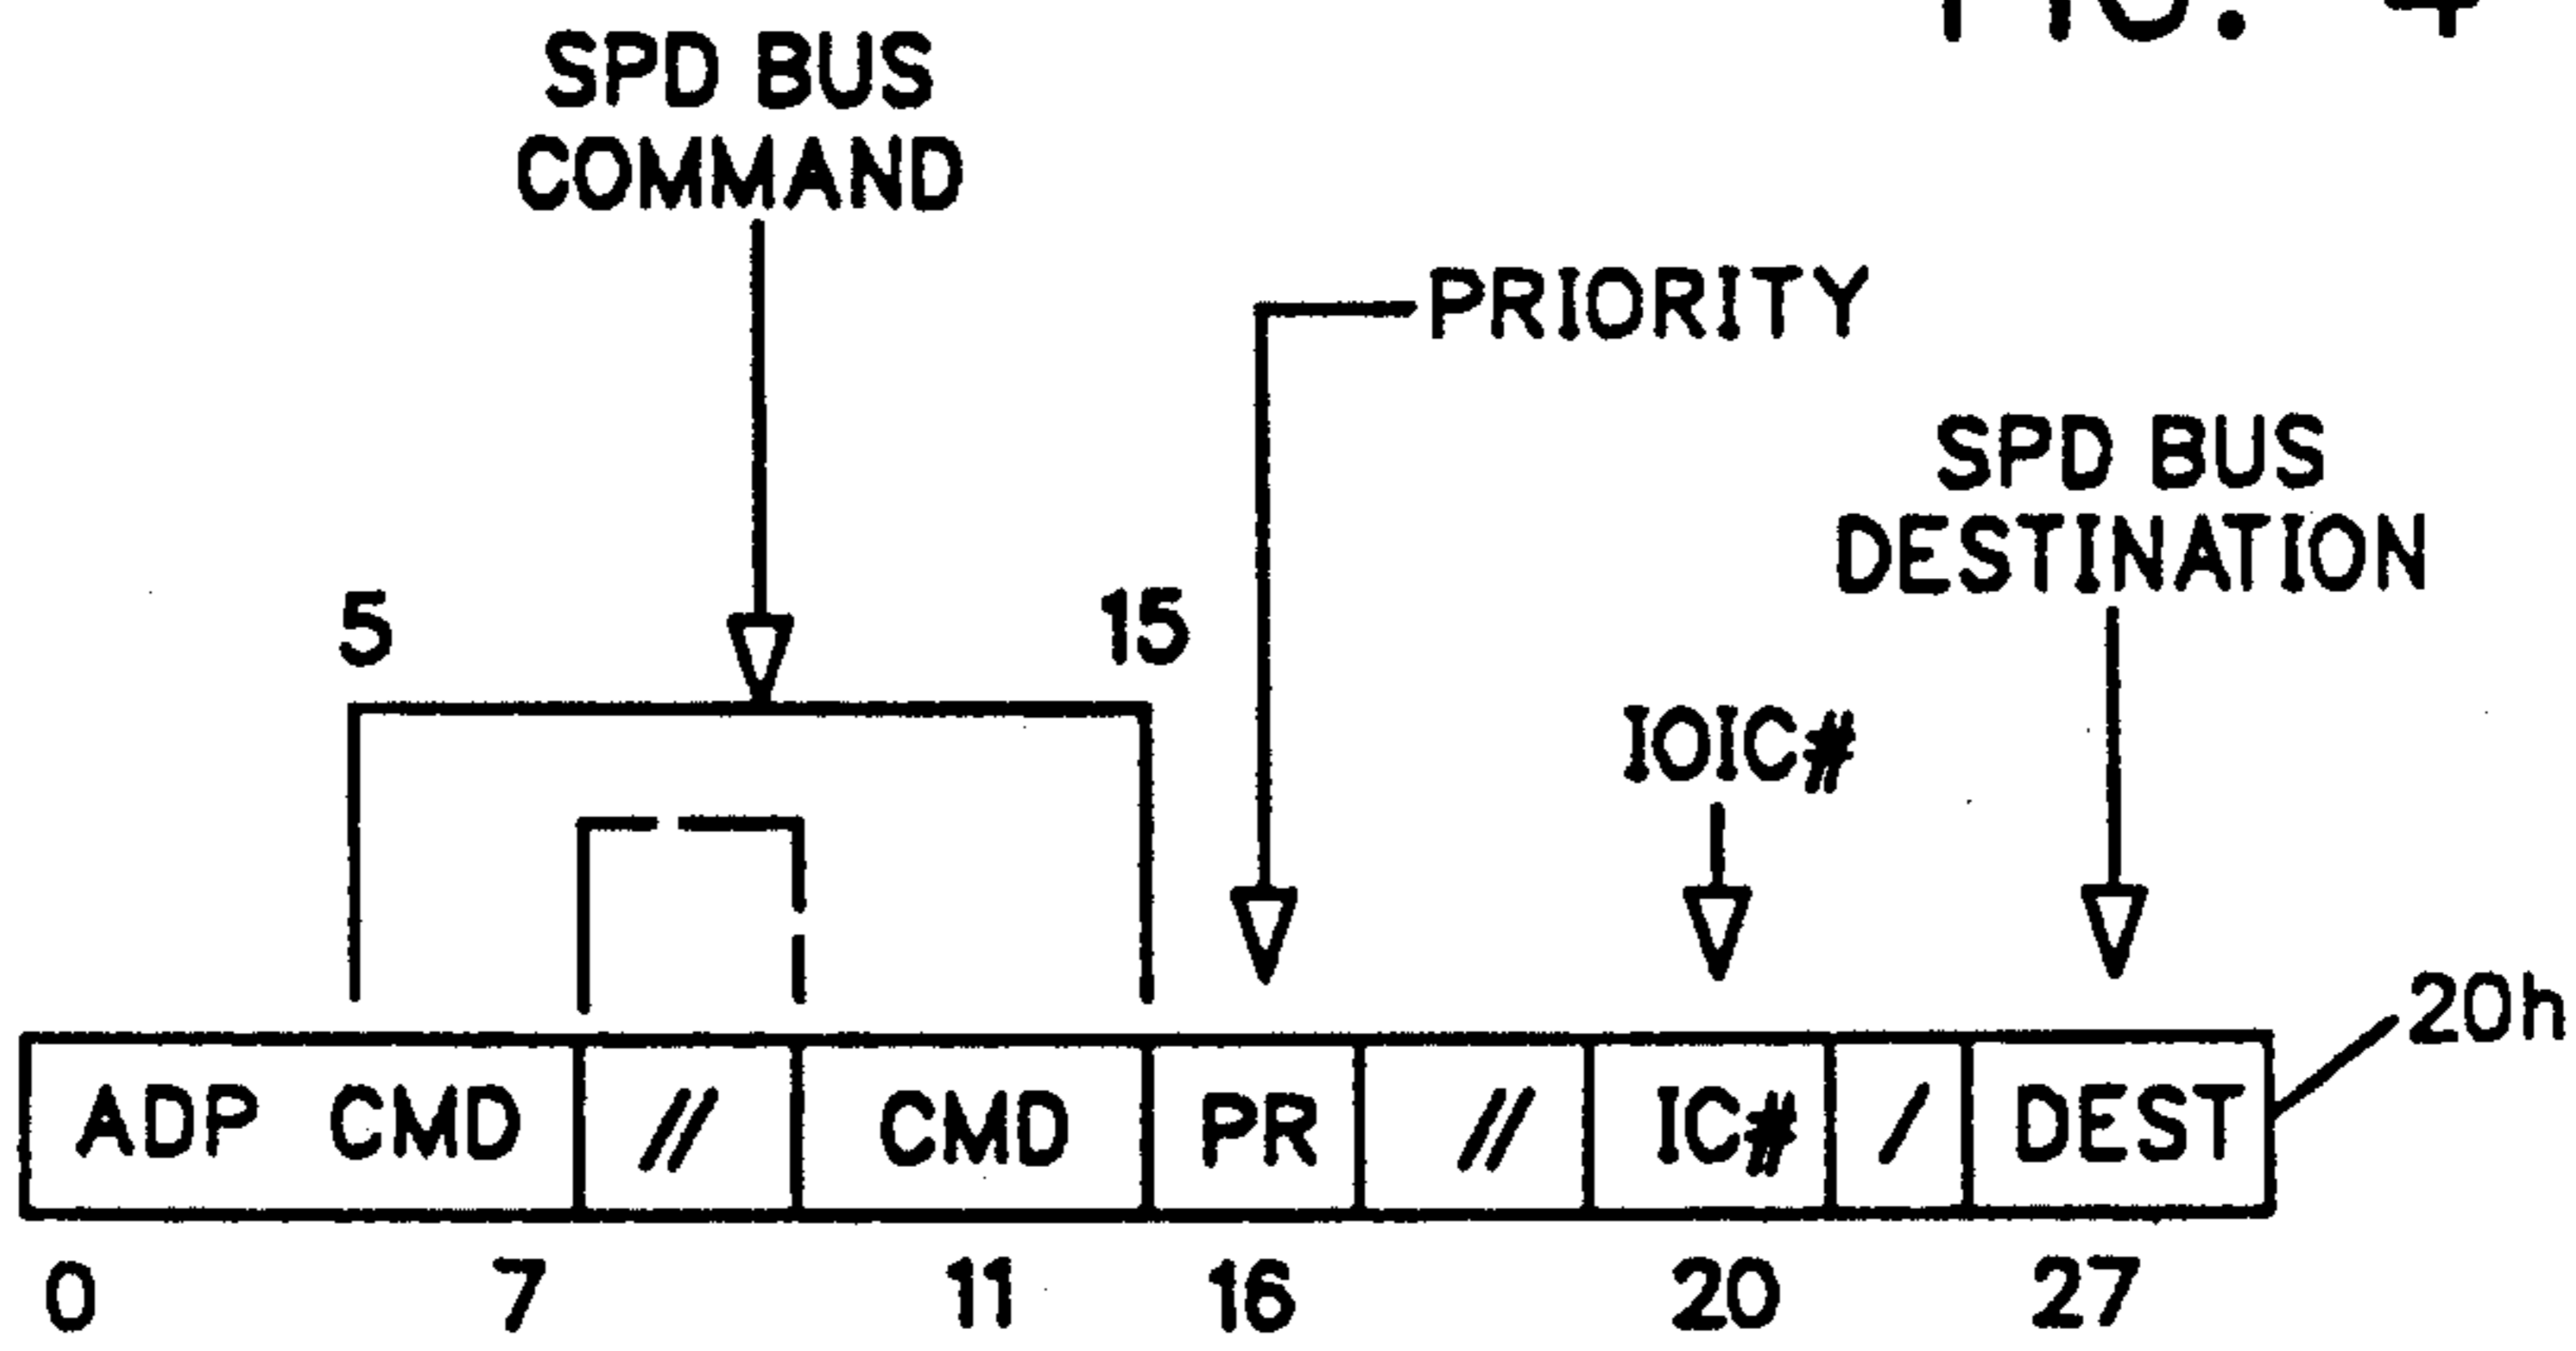 FIG. 4
SPD BUS
COMMAND
PRIORITY
SPD BUS
DESTINATION
5
15
IOIC#
20h
ADP CMD // CMD PR // IC# / DEST
0 7 11 16 20 27